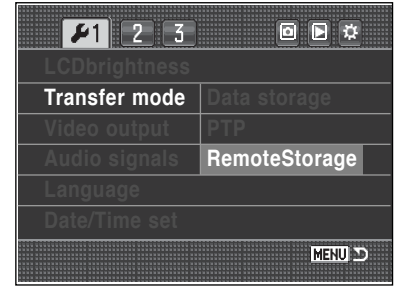 1 2 3
LCDbrightness
Transfer mode Data storage
Video output PTP
Audio signals RemoteStorage
Language
Date/Time set
MENU